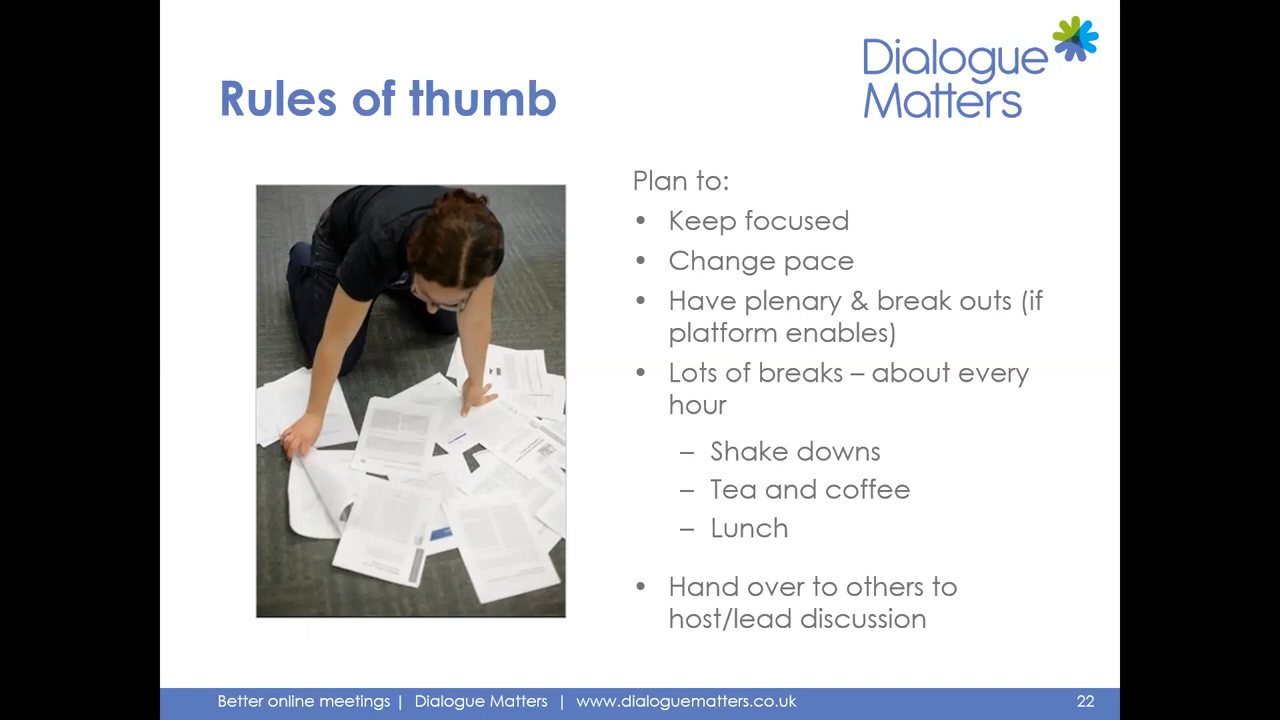 Dialogue
Matters
Rules of thumb
Plan to:
• Keep focused
• Change pace
• Have plenary & break outs (if
platform enables)
• Lots of breaks – about every
hour
– Shake downs
– Tea and coffee
– Lunch
• Hand over to others to
host/lead discussion
Better online meetings | Dialogue Matters | www.dialoguematters.co.uk 22